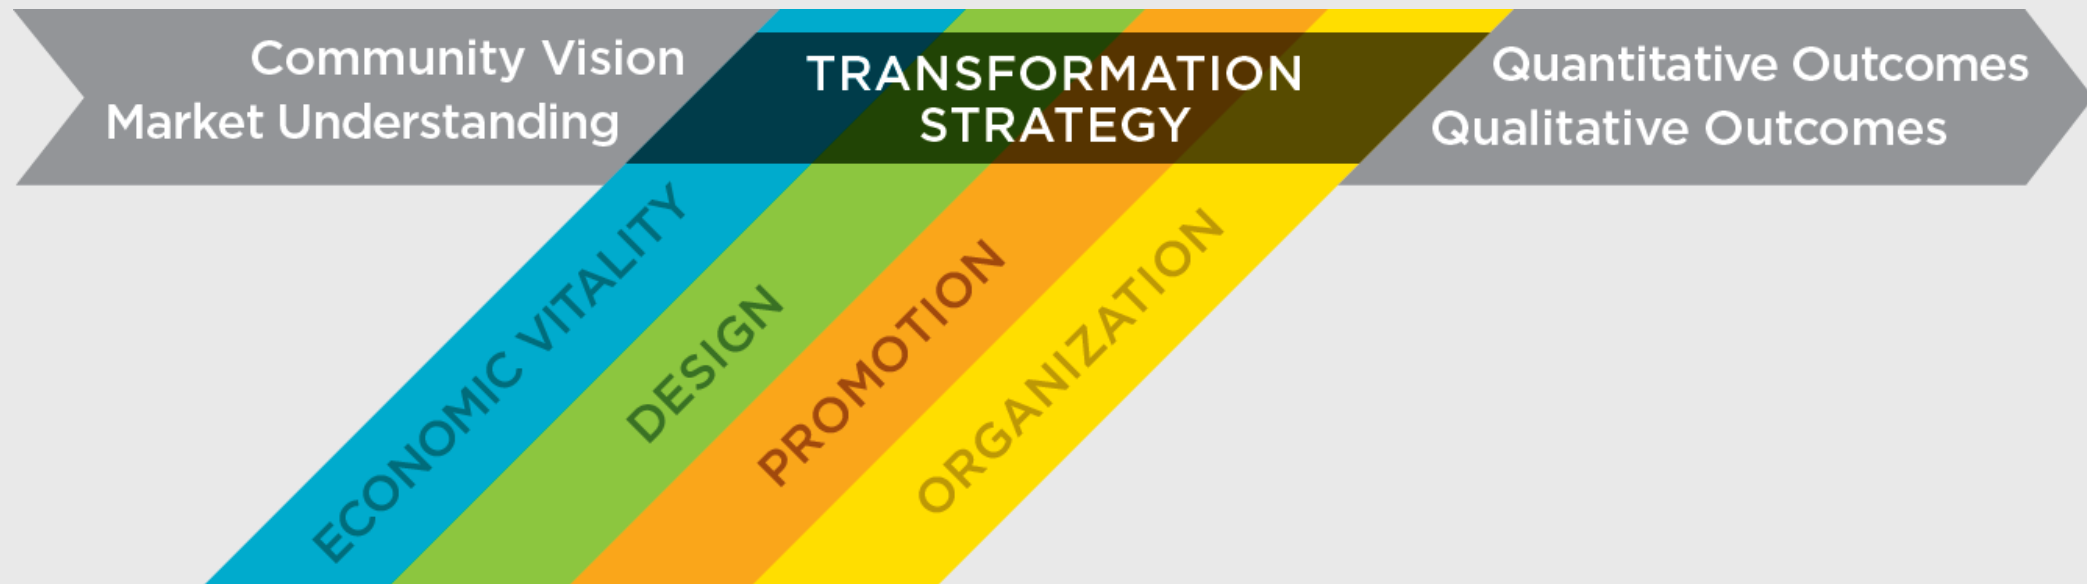 Community Vision
Market Understanding
TRANSFORMATION
STRATEGY
Quantitative Outcomes
Qualitative Outcomes
ECONOMIC VITALITY
DESIGN
PROMOTION
ORGANIZATION